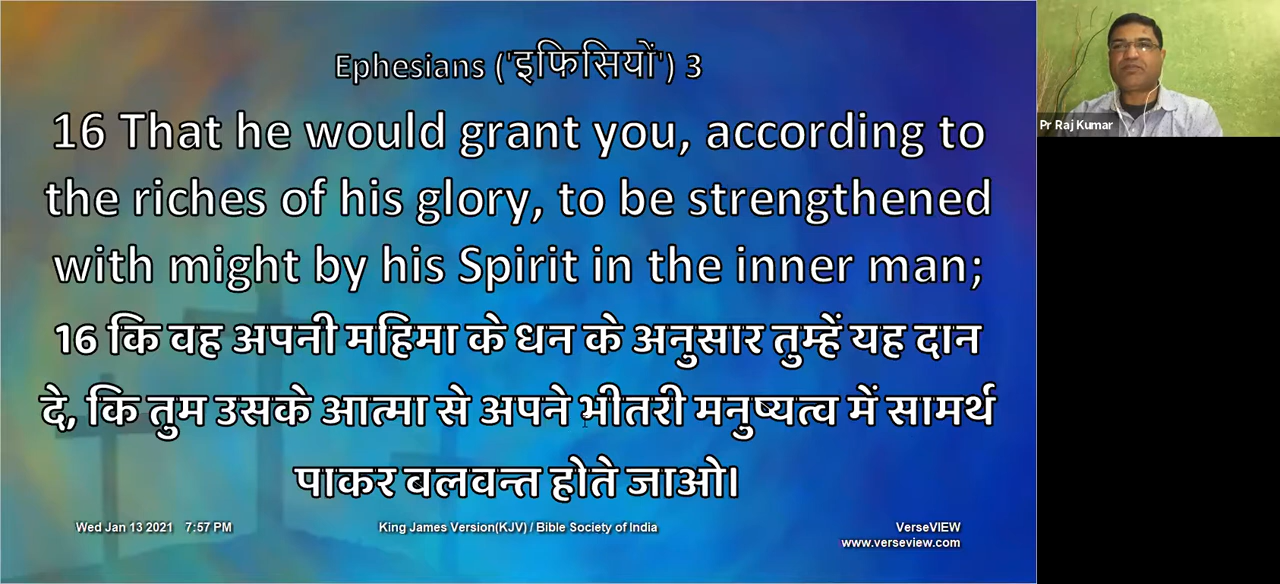 Ephesians ('इफिसियों') 3
16 That he would grant you, according to
the riches of his glory, to be strengthened
with might by his Spirit in the inner man;
16 कि वह अपनी महिमा के धन के अनुसार तुम्हें यह दान
दे, कि तुम उसके आत्मा से अपने भीतरी मनुष्यत्व में सामर्थ
पाकर बलवन्त होते जाओ।
Wed Jan 13 2021 7:57 PM
King James Version(KJV) / Bible Society of India
VerseVIEW
www.verseview.com
Pr Raj Kumar